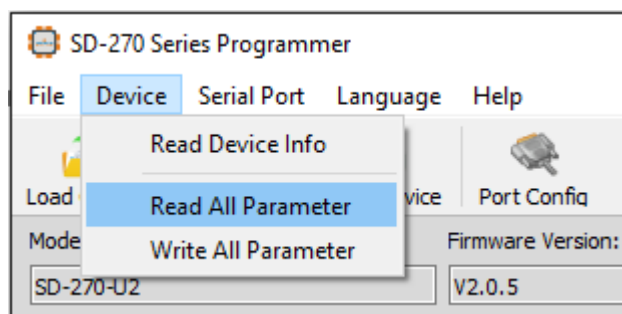 SD-270 Series Programmer
File Device Serial Port Language Help
Read Device Info
Load
Read All Parameter
vice Port Config
Mode
Write All Parameter
Firmware Version:
SD-270-U2
V2.0.5